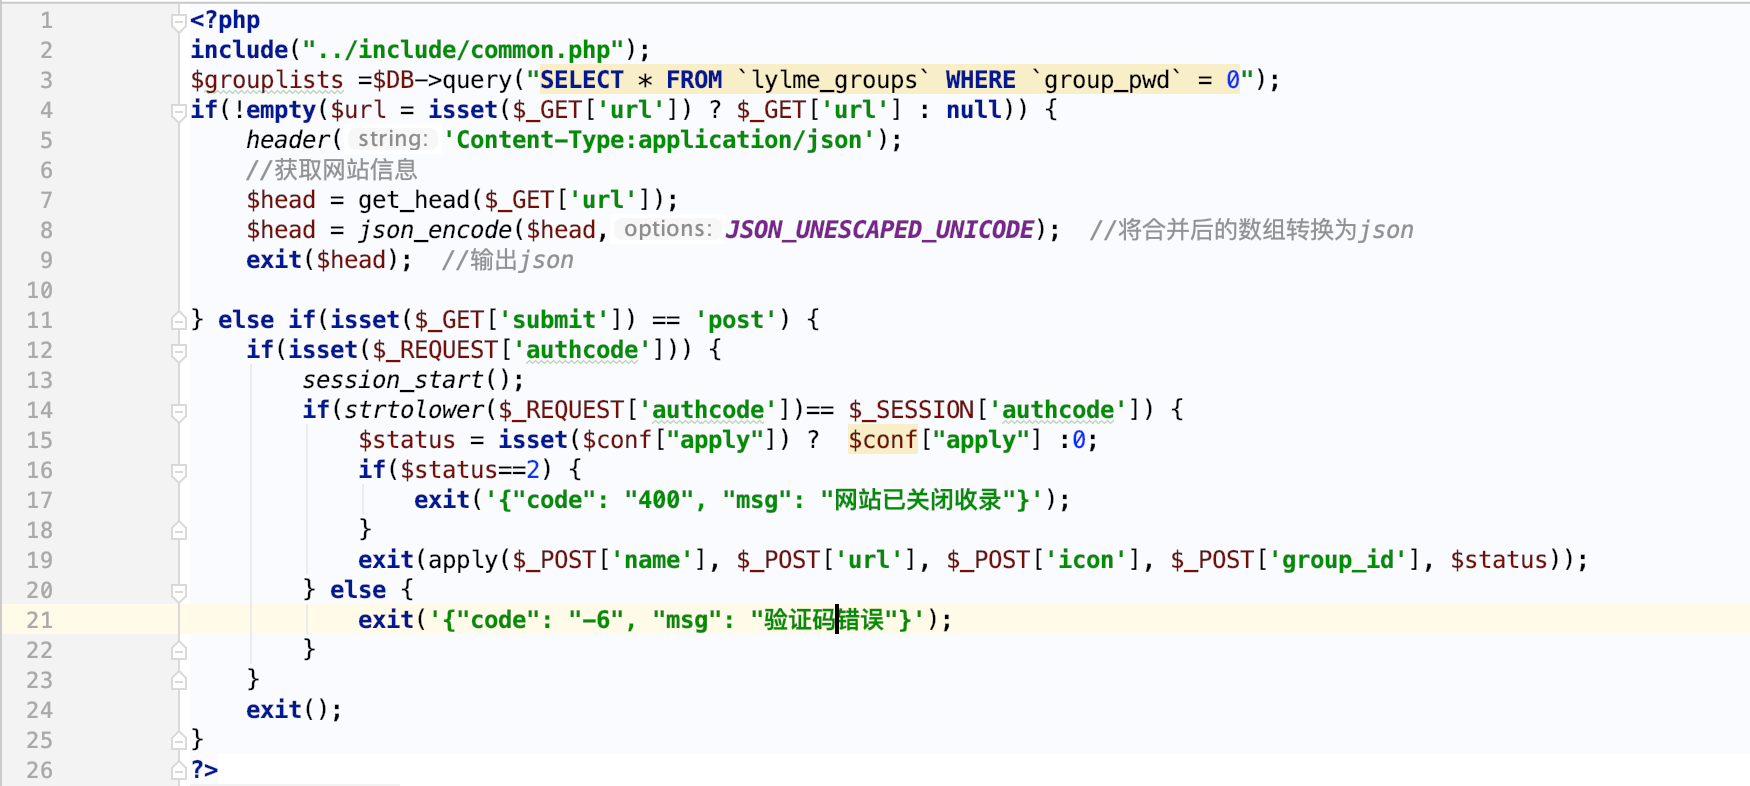 1 <?php
2 include("../include/common.php");
3 $grouplists =$DB->query("SELECT * FROM `lylme_groups` WHERE `group_pwd` = 0");
4 if(!empty($url = isset($_GET['url']) ? $_GET['url'] : null)) {
5 header( string: 'Content-Type:application/json');
6 //获取网站信息
7 $head = get_head($_GET['url']);
8 $head = json_encode($head, options: JSON_UNESCAPED_UNICODE); //将合并后的数组转换为json
9 exit($head); //输出json
10
11 } else if(isset($_GET['submit']) == 'post') {
12 if(isset($_REQUEST['authcode'])) {
13 session_start();
14 if(strtolower($_REQUEST['authcode'])== $_SESSION['authcode']) {
15 $status = isset($conf["apply"]) ? $conf["apply"] :0;
16 if($status==2) {
17 exit('{"code": "400", "msg": "网站已关闭收录"}');
18 }
19 exit(apply($_POST['name'], $_POST['url'], $_POST['icon'], $_POST['group_id'], $status));
20 } else {
21 exit('{"code": "-6", "msg": "验证码错误"}');
22 }
23 }
24 exit();
25 }
26 ?>